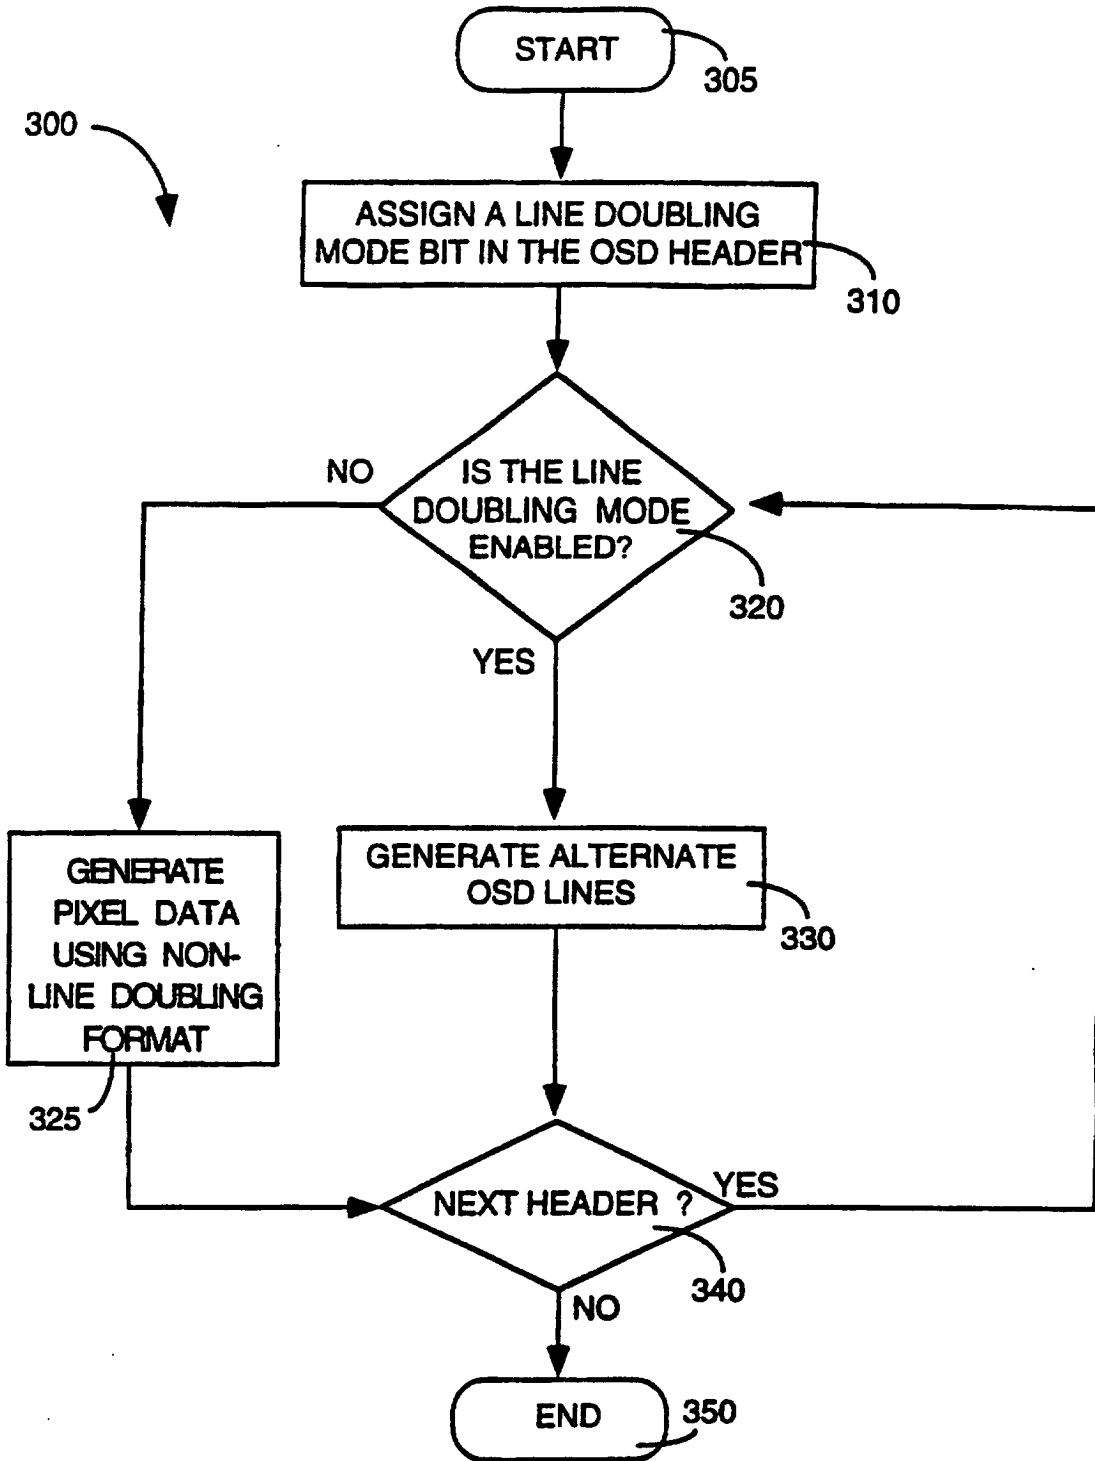 START
305
300
ASSIGN A LINE DOUBLING
MODE BIT IN THE OSD HEADER
310
NO
IS THE LINE
DOUBLING MODE
ENABLED?
320
YES
GENERATE
PIXEL DATA
USING NON-
LINE DOUBLING
FORMAT
325
GENERATE ALTERNATE
OSD LINES
330
NEXT HEADER ?
YES
340
NO
END
350